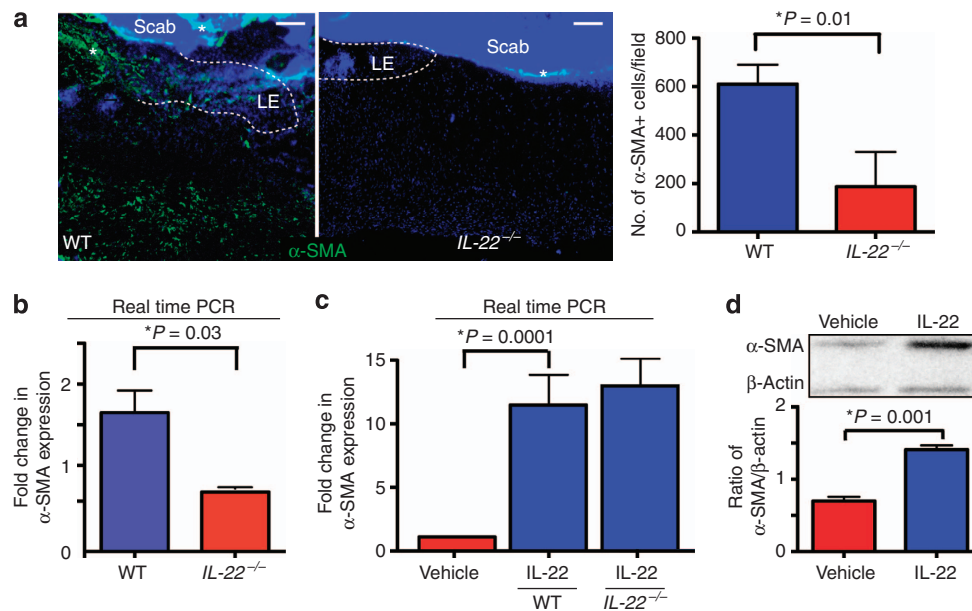 a
Scab
*
*
LE
WT
Scab
LE
*
IL-22−/−
α-SMA
*P = 0.01
No. of α-SMA+ cells/field
800
600
400
200
0
WT
IL-22−/−
b
Real time PCR
*P = 0.03
Fold change in
α-SMA expression
2
1
0
WT
IL-22−/−
c
Real time PCR
*P = 0.0001
Fold change in
α-SMA expression
15
10
5
0
Vehicle
IL-22
WT
IL-22
IL-22−/−
d
Vehicle IL-22
α-SMA
β-Actin
*P = 0.001
Ratio of
α-SMA/β-actin
2
1
0
Vehicle
IL-22